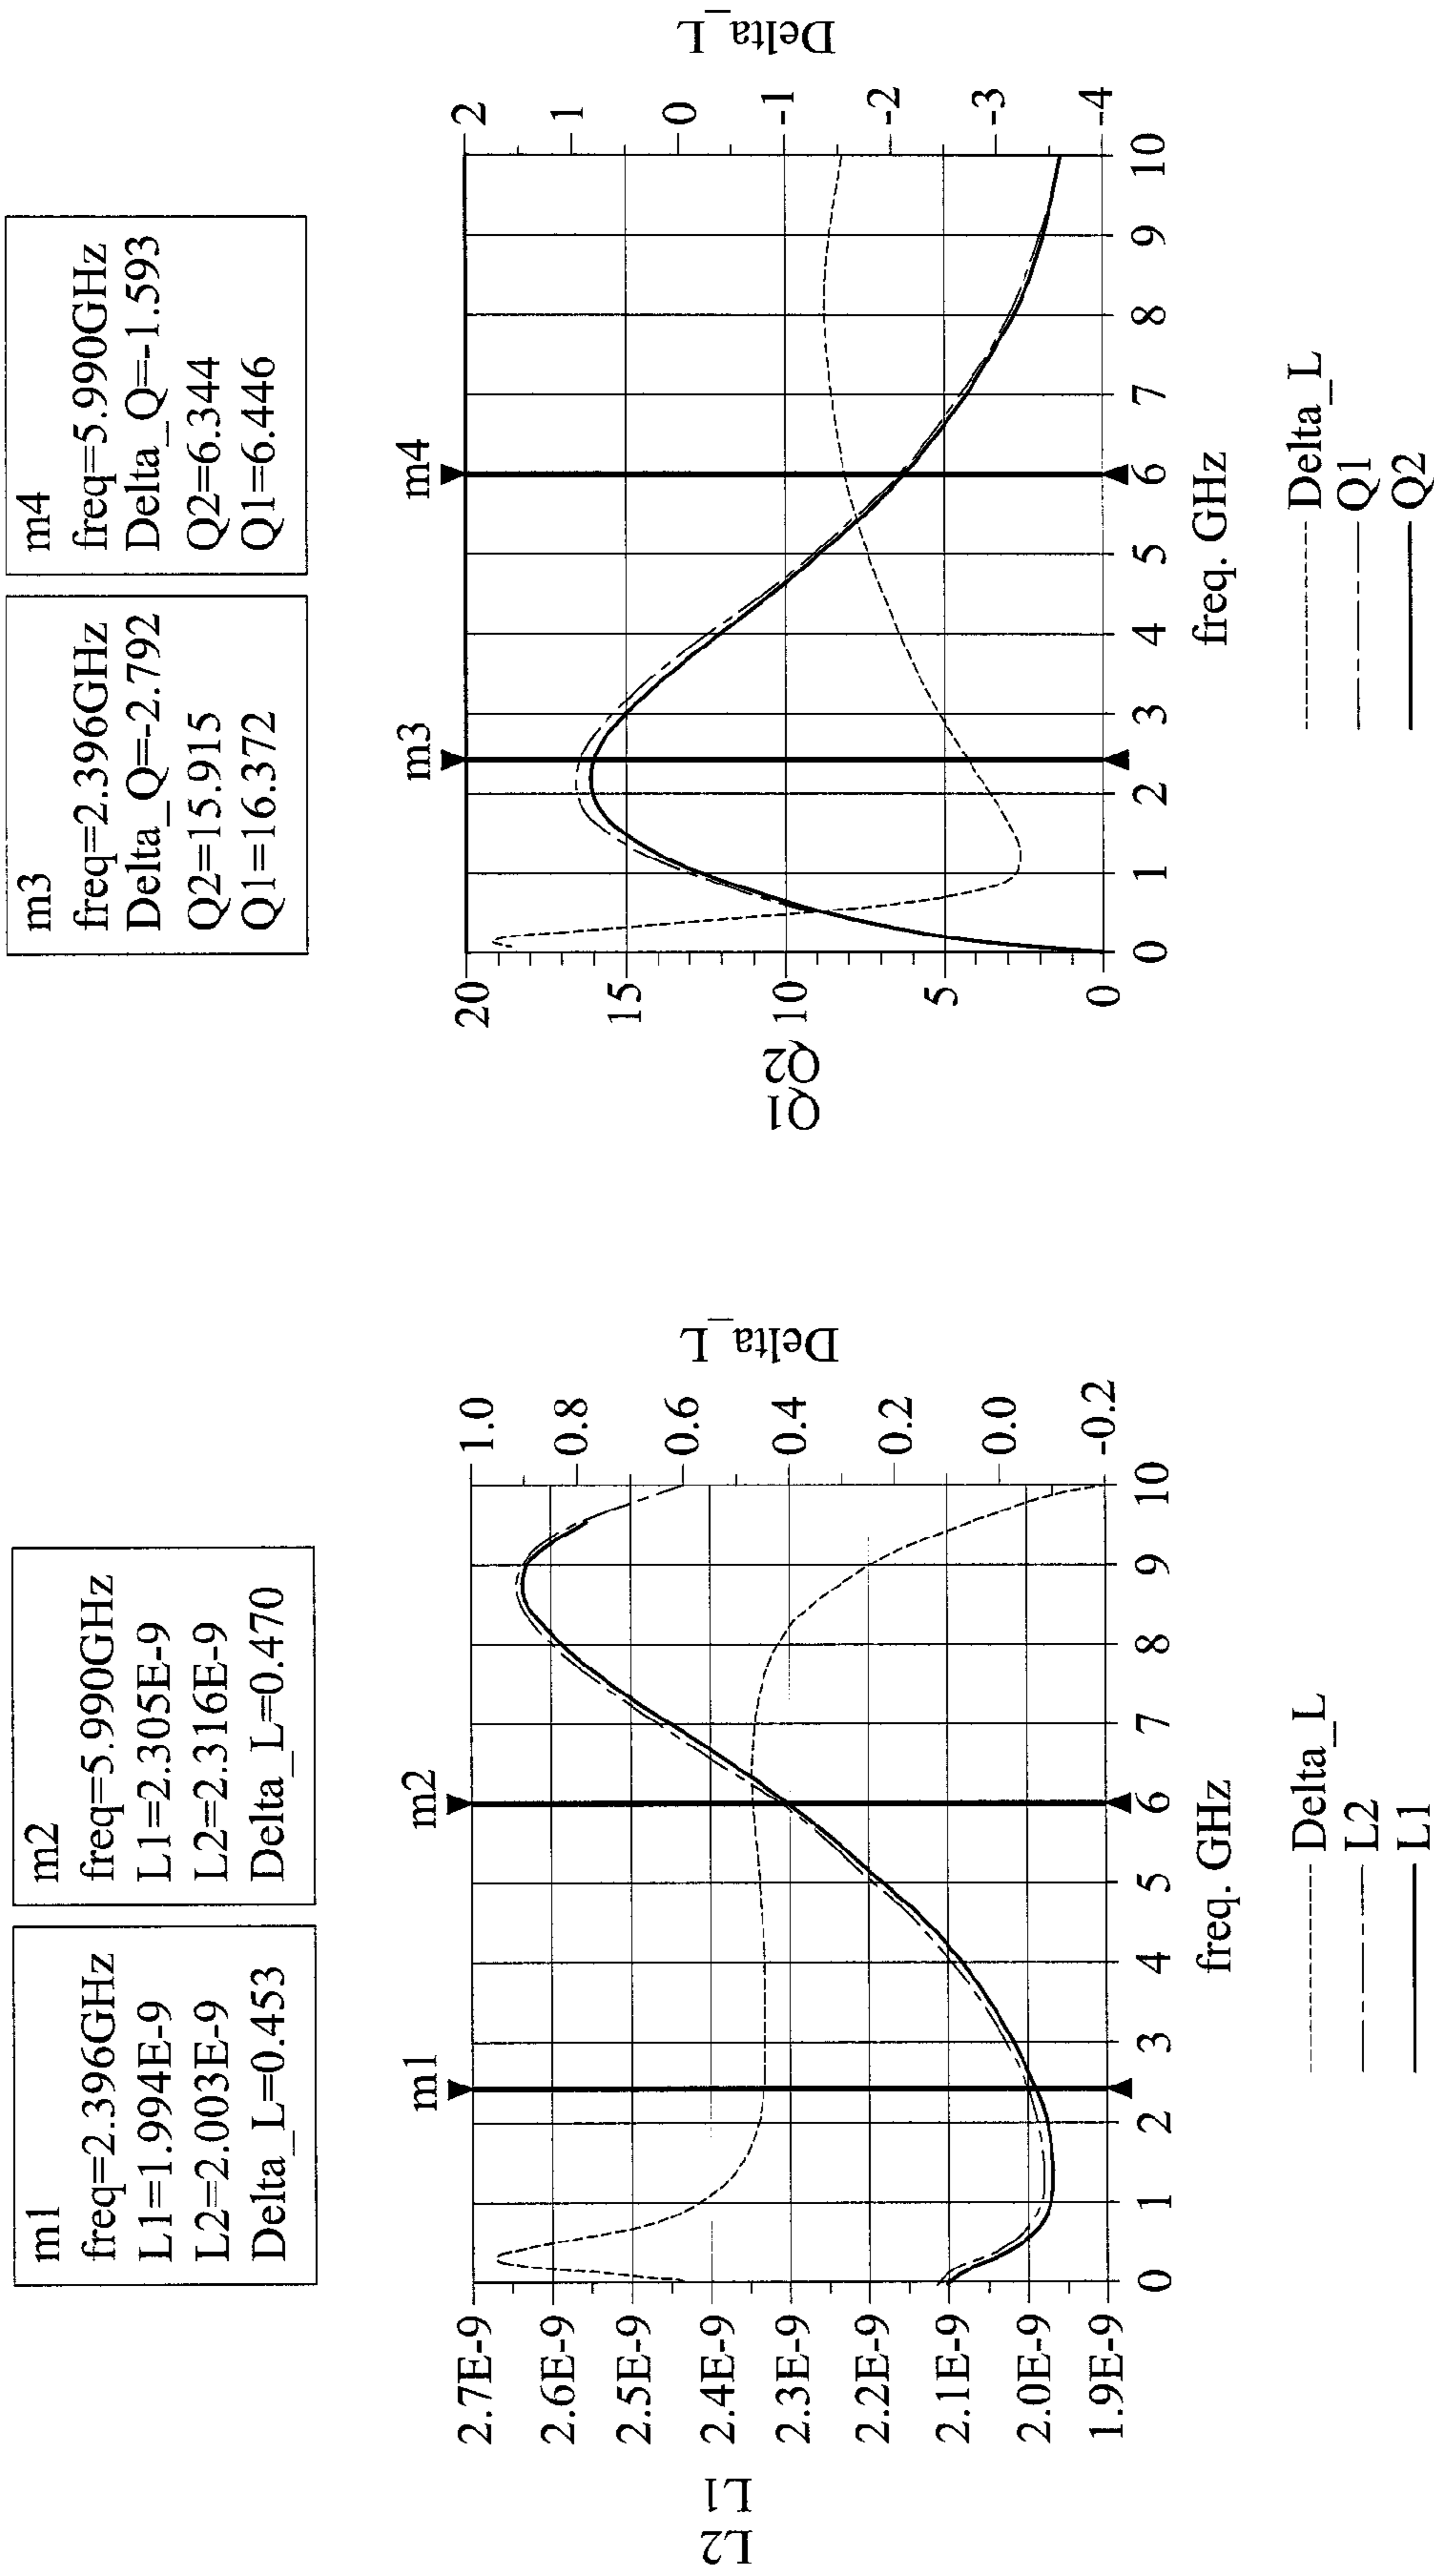 m1
freq=2.396GHz
L1=1.994E-9
L2=2.003E-9
Delta_L=0.453
m2
freq=5.990GHz
L1=2.305E-9
L2=2.316E-9
Delta_L=0.470
m1
m2
L2
L1
2.7E-9
2.6E-9
2.5E-9
2.4E-9
2.3E-9
2.2E-9
2.1E-9
2.0E-9
1.9E-9
1.0
0.8
0.6
0.4
0.2
0.0
-0.2
Delta_L
0 1 2 3 4 5 6 7 8 9 10
freq. GHz
Delta_L
L2
L1
m3
freq=2.396GHz
Delta_Q=-2.792
Q2=15.915
Q1=16.372
m4
freq=5.990GHz
Delta_Q=-1.593
Q2=6.344
Q1=6.446
m3
m4
Q1
Q2
20
15
10
5
0
2
1
0
-1
-2
-3
-4
Delta_L
0 1 2 3 4 5 6 7 8 9 10
freq. GHz
Delta_L
Q1
Q2